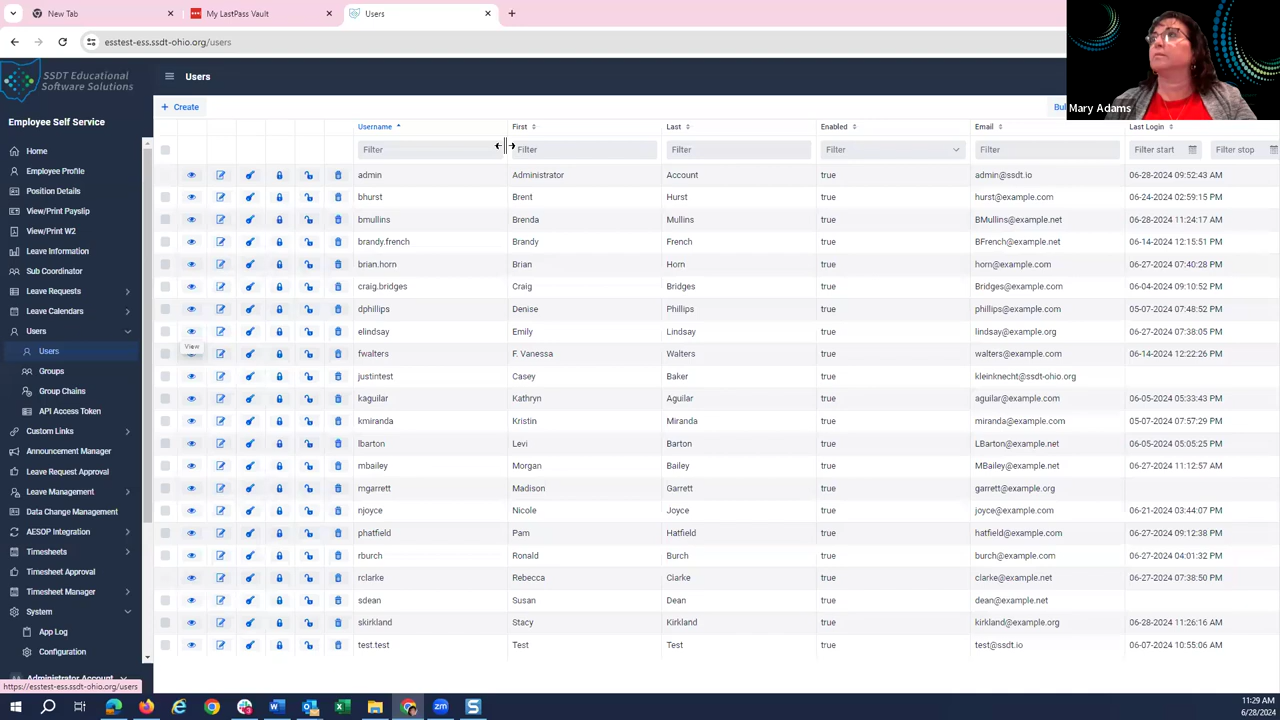 New Tab
My LastPass Vault
Users
esstest-ess.ssdt-ohio.org/users
SSDT Educational
Software Solutions
Users
Mary Adams
Employee Self Service
Home
Employee Profile
Position Details
View/Print Payslip
View/Print W2
Leave Information
Sub Coordinator
Leave Requests
Leave Calendars
Users
Users
Groups
Group Chains
API Access Token
Custom Links
Announcement Manager
Leave Request Approval
Leave Management
Data Change Management
AESOP Integration
Timesheets
Timesheet Approval
Timesheet Manager
System
App Log
Configuration
Administrator Account
https://esstest-ess.ssdt-ohio.org/users
View
+ Create
Username First Last Enabled Email Last Login
Filter Filter Filter Filter Filter Filter start Filter stop
admin Administrator Account true admin@ssdt.io 06-28-2024 09:52:43 AM
bhurst Brent Hurst true hurst@example.com 06-24-2024 02:59:15 PM
bmullins Brenda Mullins true BMullins@example.net 06-28-2024 11:24:17 AM
brandy.french Brandy French true BFrench@example.net 06-14-2024 12:15:51 PM
brian.horn Brian Horn true horn@example.com 06-27-2024 07:40:28 PM
craig.bridges Craig Bridges true Bridges@example.com 06-04-2024 09:10:52 PM
dphillips Denise Phillips true phillips@example.com 05-07-2024 07:48:55 PM
elindsay Emily Lindsay true lindsay@example.org 06-27-2024 07:38:05 PM
fwalters F. Vanessa Walters true walters@example.com 06-14-2024 12:22:26 PM
justintest Casey Baker true kleinknecht@ssdt-ohio.org
kaguilar Kathryn Aguilar true aguilar@example.com 06-05-2024 05:33:43 PM
kmiranda Kristin Miranda true miranda@example.com 05-07-2024 07:57:29 PM
lbarton Levi Barton true LBarton@example.net 06-05-2024 05:05:25 PM
mbailey Morgan Bailey true MBailey@example.net 06-27-2024 11:12:57 AM
mgarrett Madison Garrett true garrett@example.org
njoyce Nicole Joyce true joyce@example.com 06-21-2024 03:44:07 PM
phatfield Pam Hatfield true hatfield@example.com 06-27-2024 09:12:38 PM
rburch Ronald Burch true burch@example.com 06-27-2024 04:01:32 PM
rclarke Rebecca Clarke true clarke@example.net 06-27-2024 07:38:50 PM
sdean Susan Dean true dean@example.net
skirkland Stacy Kirkland true kirkland@example.org 06-28-2024 11:26:16 AM
test.test Test Test true test@ssdt.io 06-07-2024 10:55:06 AM
11:29 AM
6/28/2024